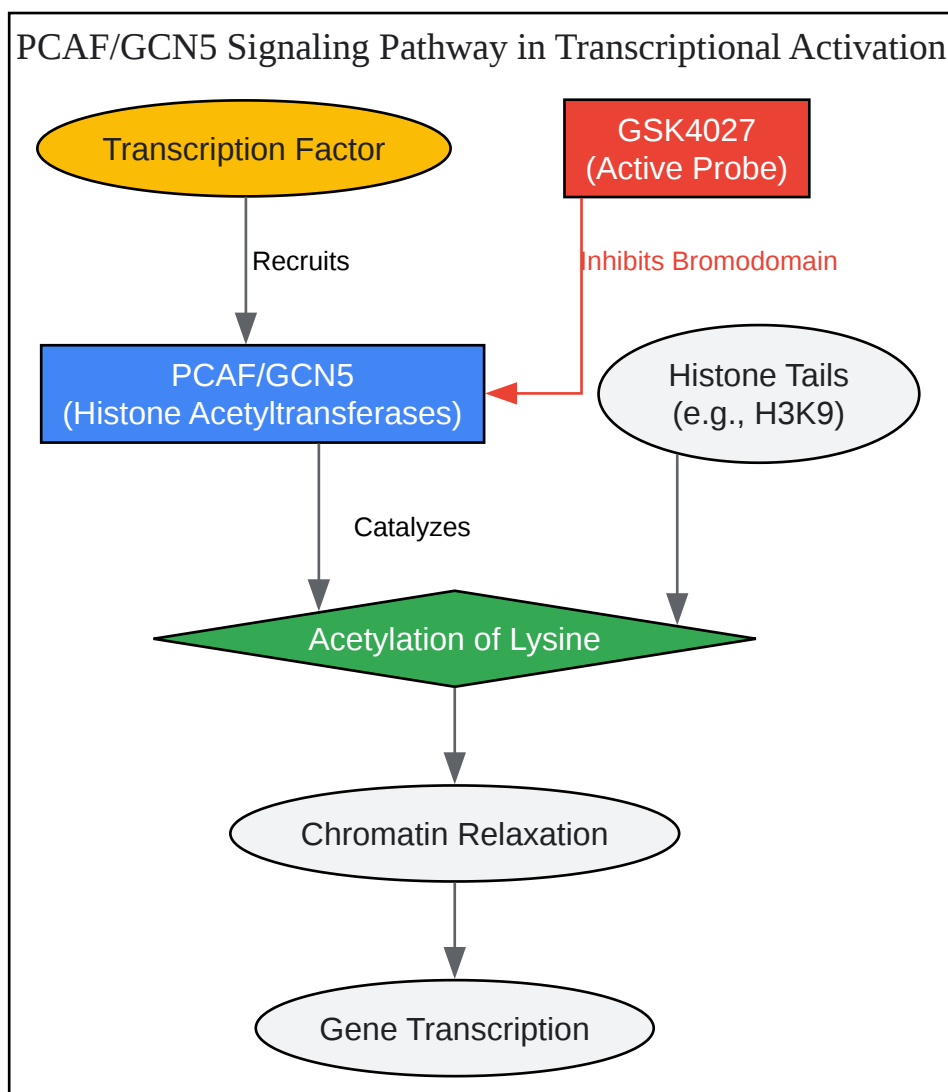 PCAF/GCN5 Signaling Pathway in Transcriptional Activation
Transcription Factor
GSK4027
(Active Probe)
Recruits
Inhibits Bromodomain
PCAF/GCN5
(Histone Acetyltransferases)
Histone Tails
(e.g., H3K9)
Catalyzes
Acetylation of Lysine
Chromatin Relaxation
Gene Transcription